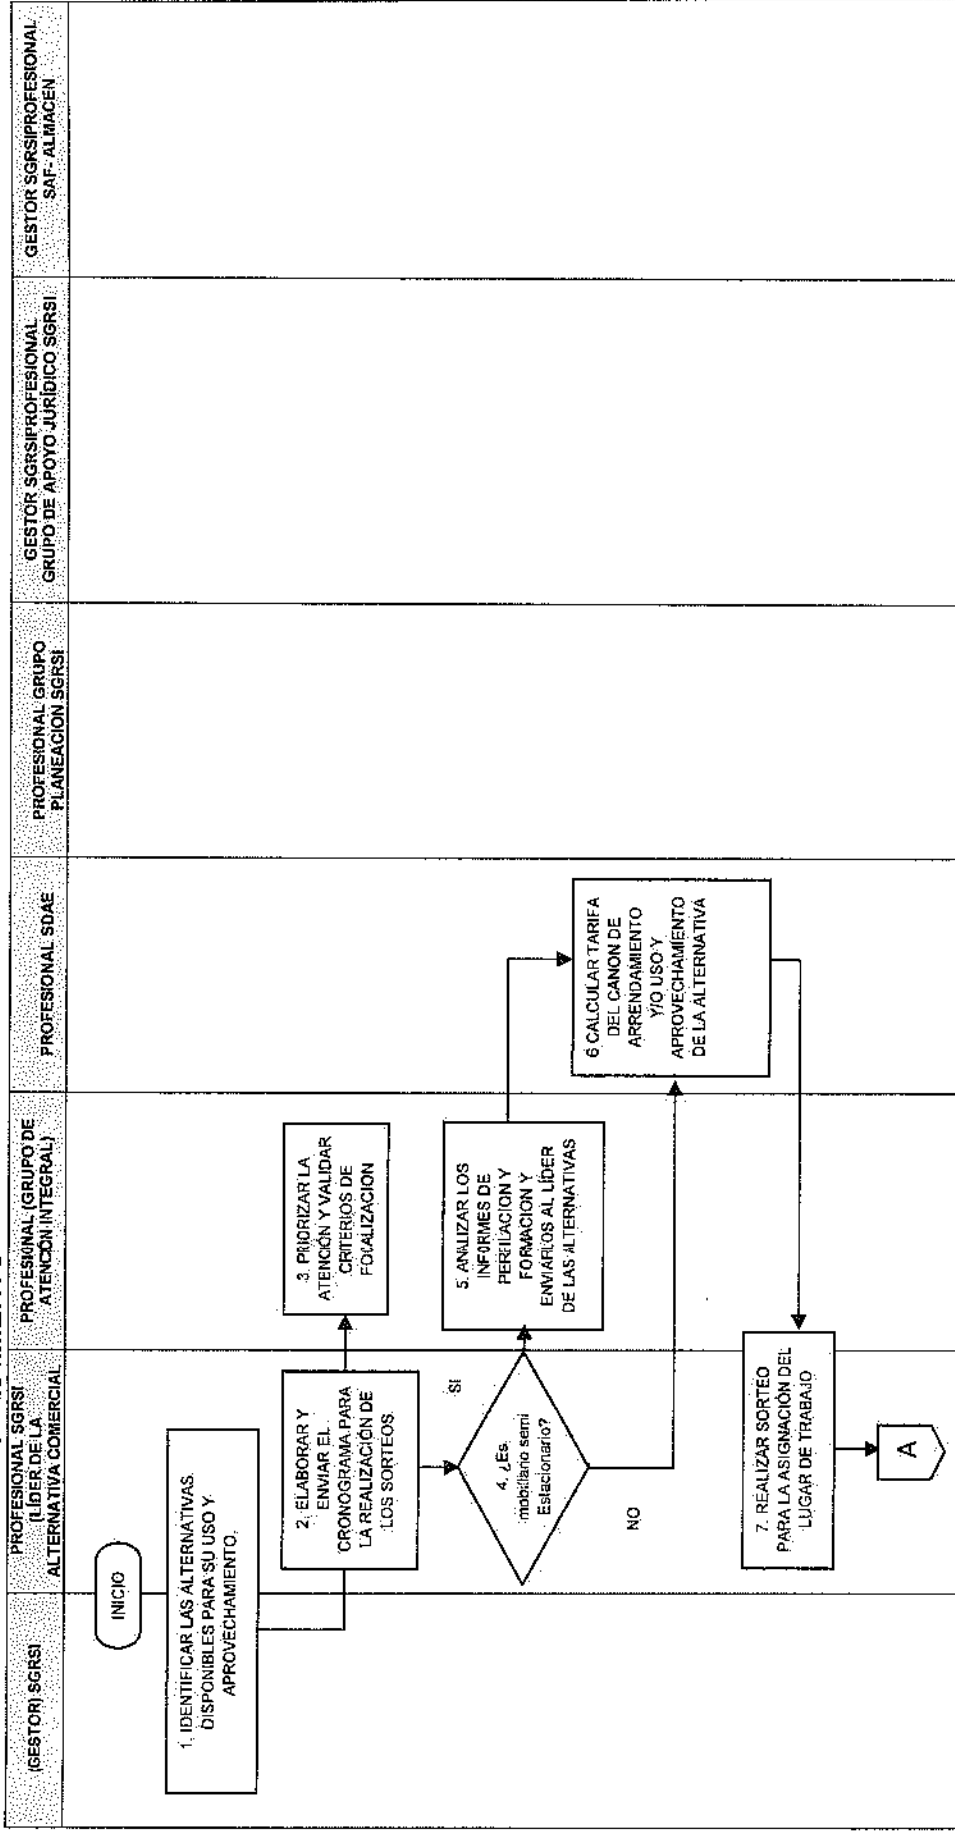 (GESTOR) SGRSI
PROFESIONAL SGRSI
(LÍDER DE LA
ALTERNATIVA COMERCIAL
PROFESIONAL (GRUPO DE
ATENCIÓN INTEGRAL)
PROFESIONAL SDAE
PROFESIONAL GRUPO
PLANEACION SGRSI
GESTOR SGRSI/PROFESIONAL
GRUPO DE APOYO JURÍDICO SGRSI
GESTOR SGRSI/PROFESIONAL
SAF- ALMACEN
INICIO
1. IDENTIFICAR LAS ALTERNATIVAS
DISPONIBLES PARA SU USO Y
APROVECHAMIENTO.
2. ELABORAR Y
ENVIAR EL
CRONOGRAMA PARA
LA REALIZACIÓN DE
LOS SORTEOS.
3. PRIORIZAR LA
ATENCIÓN Y VALIDAR
CRITERIOS DE
FOCALIZACION
4. ¿Es
mobiliario semi
Estacionario?
SI
NO
5. ANALIZAR LOS
INFORMES DE
PERFILACION Y
FORMACION Y
ENVIARLOS AL LÍDER
DE LAS ALTERNATIVAS
6 CALCULAR TARIFA
DEL CANON DE
ARRENDAMIENTO
Y/O USO Y
APROVECHAMIENTO
DE LA ALTERNATIVA
7. REALIZAR SORTEO
PARA LA ASIGNACIÓN DEL
LUGAR DE TRABAJO
A